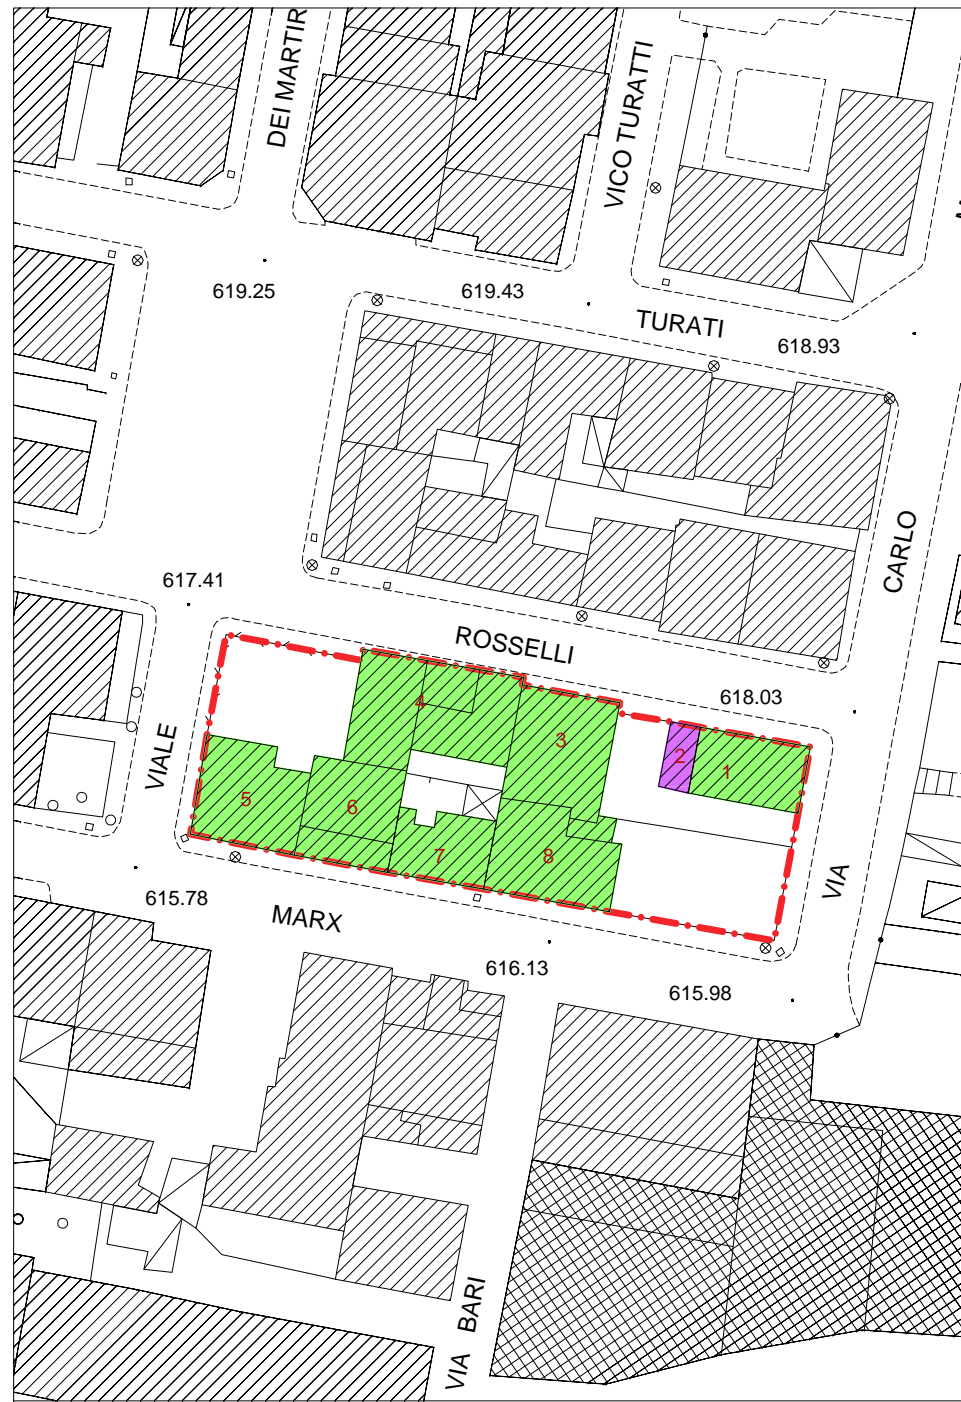 DEI MARTIR
VICO TURATTI
619.25
619.43
TURATI
618.93
CARLO
617.41
ROSSELLI
618.03
VIALE
4
3
2
1
5
6
7
8
VIA
615.78
MARX
616.13
615.98
VIA BARI